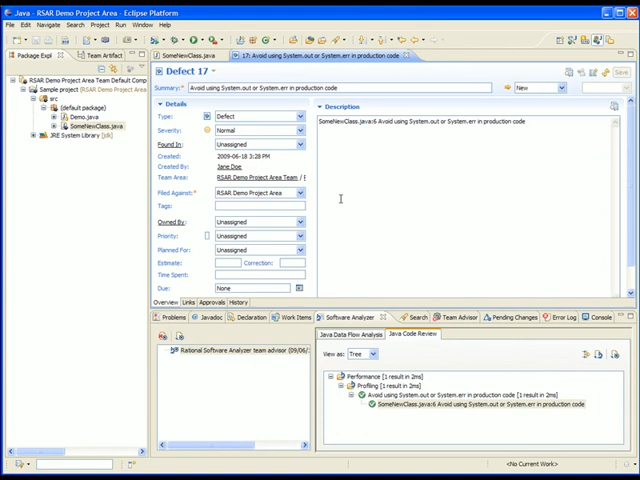 Java - RSAR Demo Project Area - Eclipse Platform
File Edit Navigate Search Project Run Window Help
Package Expl
Team Artifact
SomeNewClass.java
17: Avoid using System.out or System.err in production code
RSAR Demo Project Area Team Default Comp
Sample project (RSAR Demo Project Area
src
(default package)
Demo.java
SomeNewClass.java
JRE System Library [jdk]
Defect 17
Save
Summary: Avoid using System.out or System.err in production code
New
Details
Type: Defect
Severity: Normal
Found In: Unassigned
Created: 2009-06-18 3:28 PM
Created By: Jane Doe
Team Area: RSAR Demo Project Area Team /
Filed Against:* RSAR Demo Project Area
Tags:
Owned By: Unassigned
Priority: Unassigned
Planned For: Unassigned
Estimate: Correction:
Time Spent:
Due: None
Description
SomeNewClass.java:6 Avoid using System.out or System.err in production code
Overview Links Approvals History
Problems Javadoc Declaration Work Items Software Analyzer Search Team Advisor Pending Changes Error Log Console
Rational Software Analyzer team advisor (09/06/
Java Data Flow Analysis Java Code Review
View as: Tree
Performance [1 result in 2ms]
Profiling [1 result in 2ms]
Avoid using System.out or System.err in production code [1 result in 2ms]
SomeNewClass.java:6 Avoid using System.out or System.err in production code
<No Current Work>